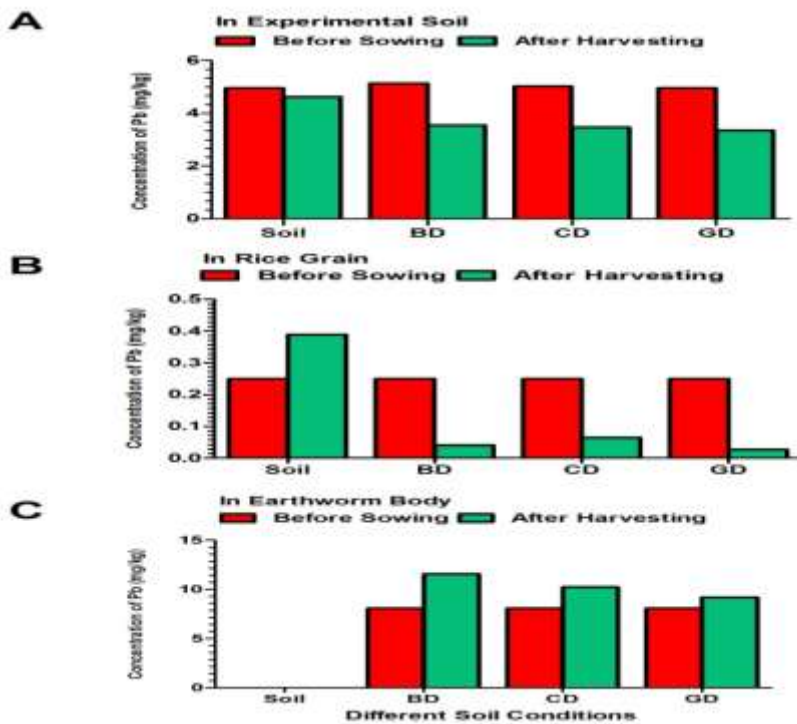 A
In Experimental Soil
Before Sowing After Harvesting
Concentration of Pb (mg/kg)
6
4
2
0
Soil BD CD GD
B
In Rice Grain
Before Sowing After Harvesting
Concentration of Pb (mg/kg)
0.5
0.4
0.3
0.2
0.1
0.0
Soil BD CD GD
C
In Earthworm Body
Before Sowing After Harvesting
Concentration of Pb (mg/kg)
15
10
5
0
Soil BD CD GD
Different Soil Conditions